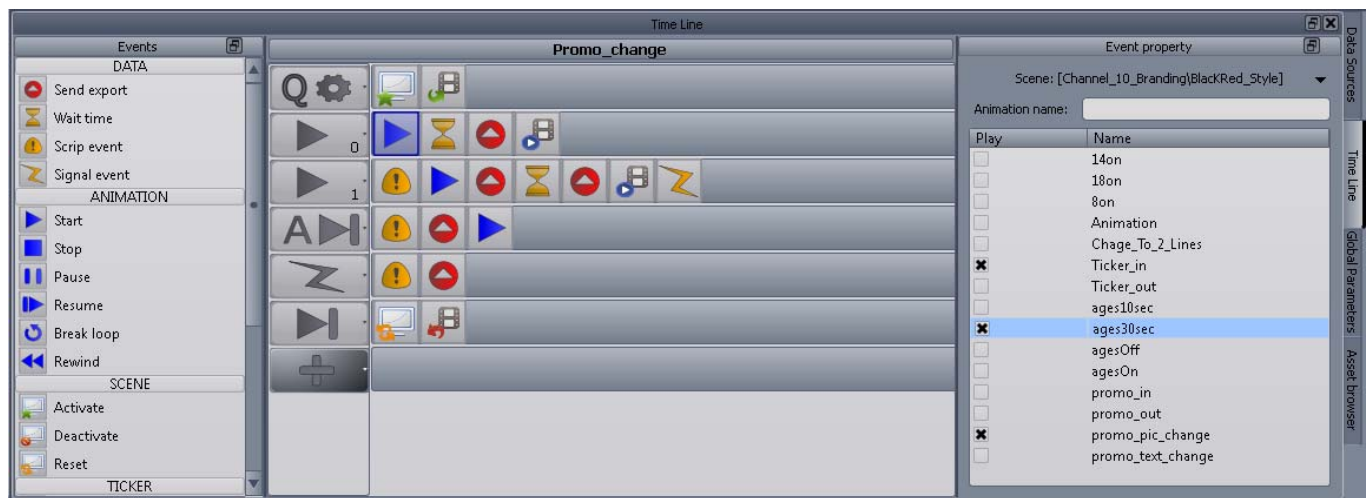 Time Line
Events
DATA
Send export
Wait time
Scrip event
Signal event
ANIMATION
Start
Stop
Pause
Resume
Break loop
Rewind
SCENE
Activate
Deactivate
Reset
TICKER
Promo_change
Q
0
1
A
Event property
Scene: [Channel_10_Branding\BlacKRed_Style]
Animation name:
Play Name
14on
18on
8on
Animation
Chage_To_2_Lines
Ticker_in
Ticker_out
ages10sec
ages30sec
agesOff
agesOn
promo_in
promo_out
promo_pic_change
promo_text_change
Data Sources
Time Line
Global Parameters
Asset browser